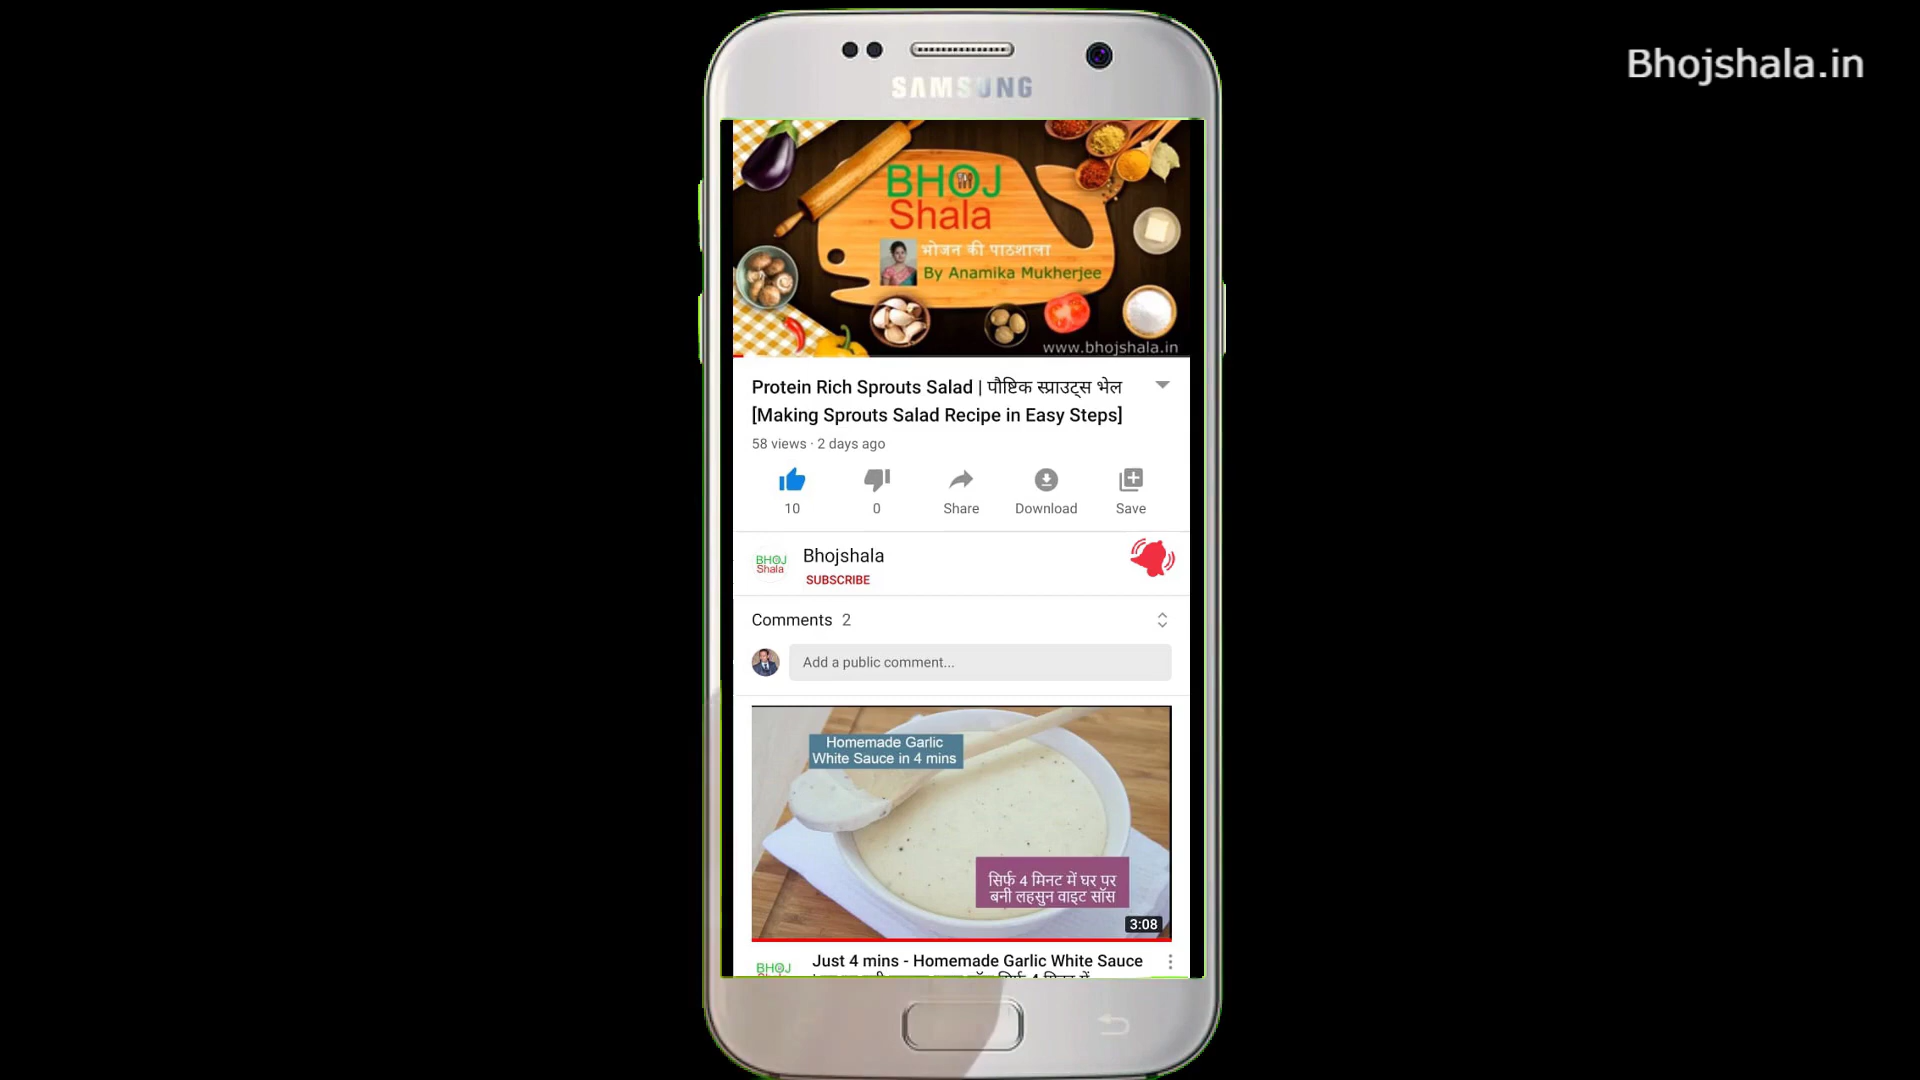 Bhojshala.in
SAMSUNG
BHOJ
Shala
भोजन की पाठशाला
By Anamika Mukherjee
www.bhojshala.in
Protein Rich Sprouts Salad | पौष्टिक स्प्राउट्स भेल
[Making Sprouts Salad Recipe in Easy Steps]
58 views · 2 days ago
10
0
Share
Download
Save
BHOJ
Shala
Bhojshala
SUBSCRIBE
Comments 2
Add a public comment...
Homemade Garlic
White Sauce in 4 mins
सिर्फ 4 मिनट में घर पर
बनी लहसुन वाइट सॉस
3:08
Just 4 mins - Homemade Garlic White Sauce
BHOJ